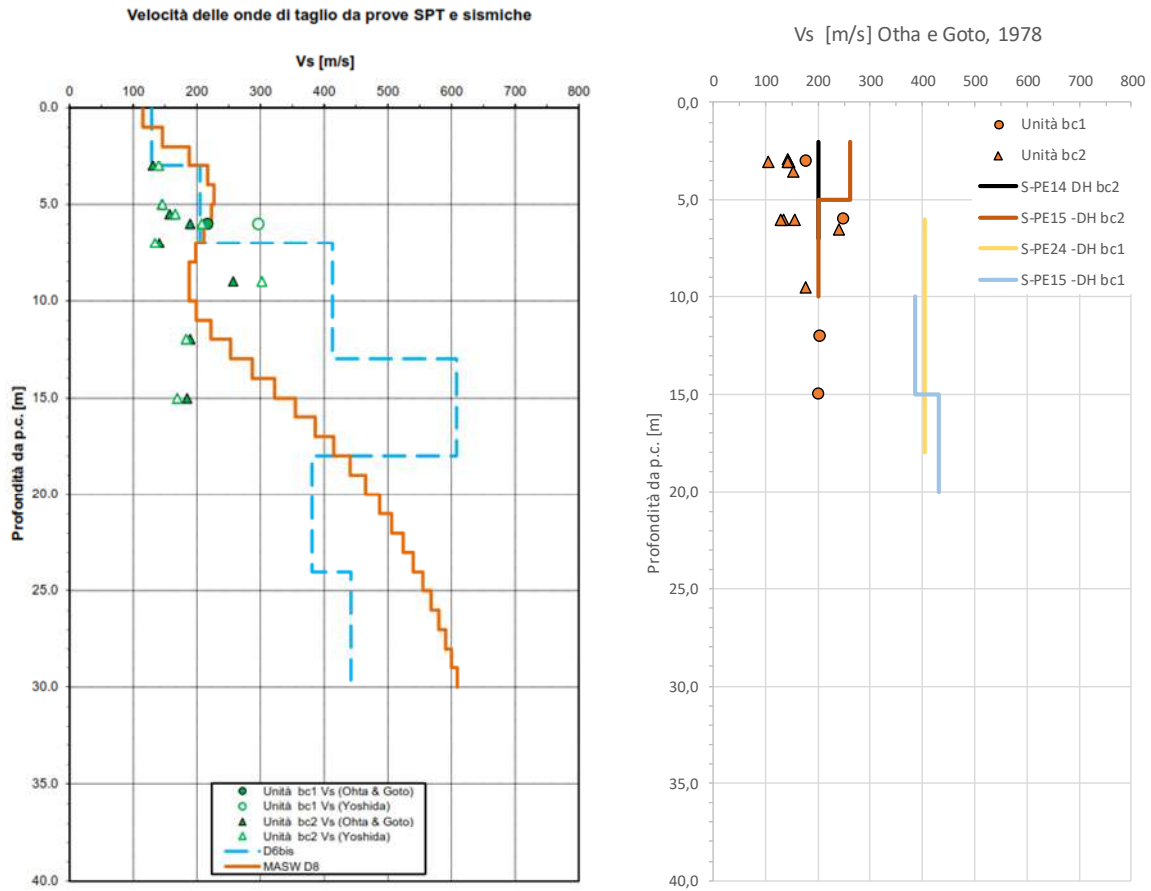 Velocità delle onde di taglio da prove SPT e sismiche
Vs [m/s]
0 100 200 300 400 500 600 700 800
0.0
5.0
10.0
15.0
20.0
25.0
30.0
35.0
40.0
Profondità da p.c. [m]
Unità bc1 Vs (Ohta & Goto)
Unità bc1 Vs (Yoshida)
Unità bc2 Vs (Ohta & Goto)
Unità bc2 Vs (Yoshida)
D6bis
MASW D8
Vs [m/s] Otha e Goto, 1978
0 100 200 300 400 500 600 700 800
0,0
5,0
10,0
15,0
20,0
25,0
30,0
35,0
40,0
Profondità da p.c. [m]
Unità bc1
Unità bc2
S-PE14 DH bc2
S-PE15 -DH bc2
S-PE24 -DH bc1
S-PE15 -DH bc1